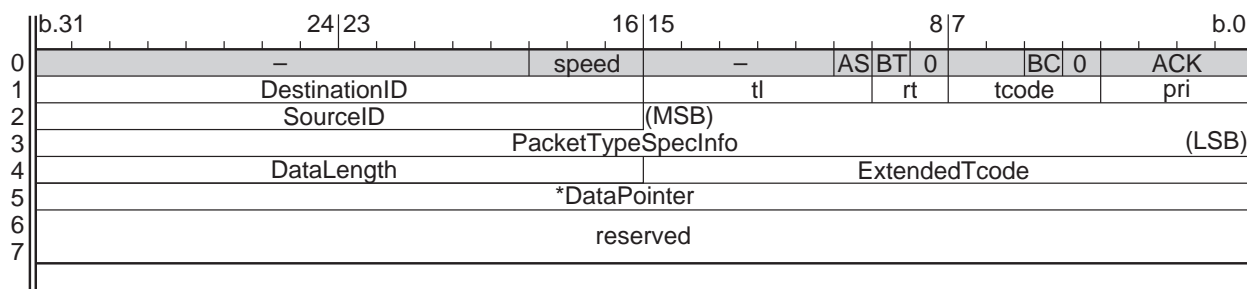 b.31 24 23 16 15 8 7 b.0
0 – speed – AS BT 0 BC 0 ACK
1 DestinationID tl rt tcode pri
2 SourceID (MSB)
3 PacketTypeSpecInfo (LSB)
4 DataLength ExtendedTcode
5 *DataPointer
6
reserved
7